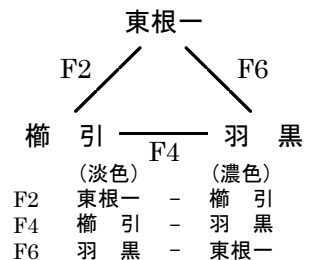 東根一
F2 F6
櫛 引 羽 黒
F4
(淡色) (濃色)
F2 東根一 － 櫛 引
F4 櫛 引 － 羽 黒
F6 羽 黒 － 東根一